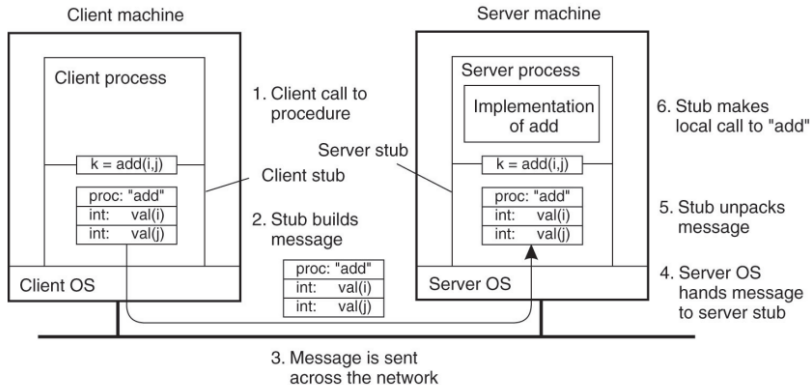 Client machine
Server machine
Client process
1. Client call to
procedure
Server process
Implementation
of add
6. Stub makes
local call to "add"
Server stub
k = add(i,j)
k = add(i,j)
Client stub
proc: "add"
int: val(i)
int: val(j)
2. Stub builds
message
proc: "add"
int: val(i)
int: val(j)
5. Stub unpacks
message
proc: "add"
int: val(i)
int: val(j)
Client OS
Server OS
4. Server OS
hands message
to server stub
3. Message is sent
across the network